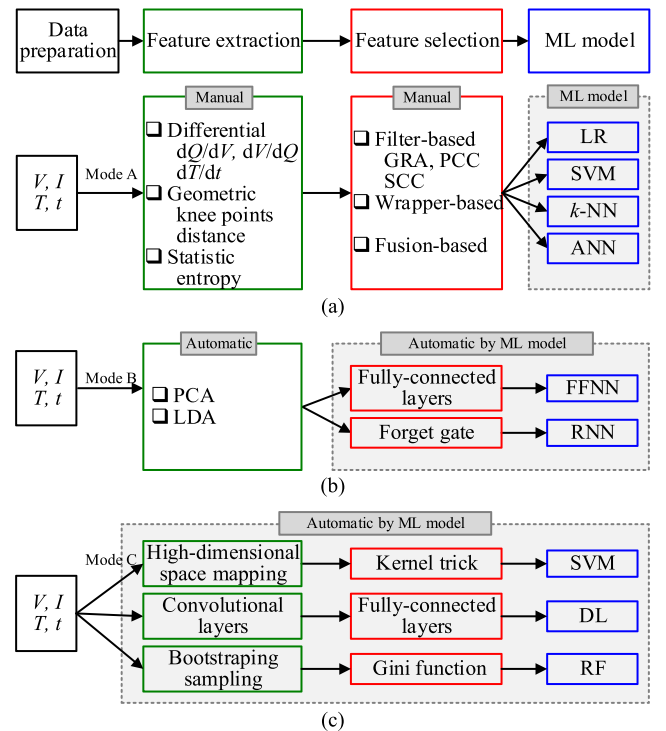 Data
preparation
Feature extraction
Feature selection
ML model
Manual
Manual
ML model
V, I
T, t
Mode A
❑ Differential
dQ/dV, dV/dQ
dT/dt
❑ Geometric
knee points
distance
❑ Statistic
entropy
❑ Filter-based
GRA, PCC
SCC
❑ Wrapper-based
❑ Fusion-based
LR
SVM
k-NN
ANN
(a)
Automatic
Automatic by ML model
V, I
T, t
Mode B
❑ PCA
❑ LDA
Fully-connected
layers
FFNN
Forget gate
RNN
(b)
Automatic by ML model
V, I
T, t
Mode C
High-dimensional
space mapping
Kernel trick
SVM
Convolutional
layers
Fully-connected
layers
DL
Bootstraping
sampling
Gini function
RF
(c)